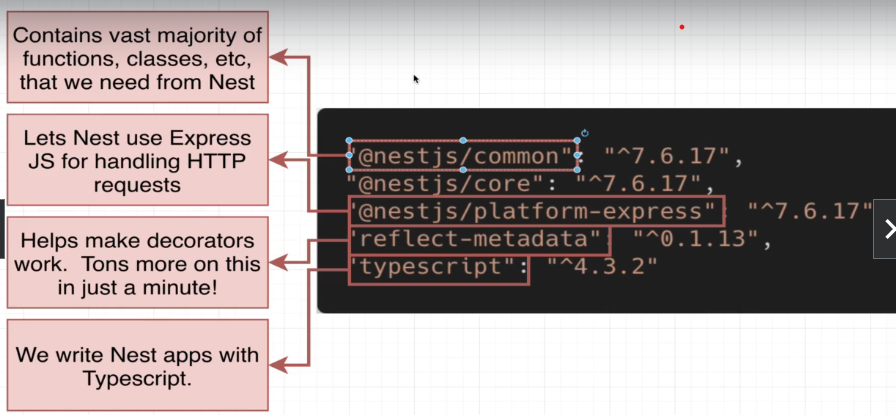 Contains vast majority of
functions, classes, etc,
that we need from Nest
Lets Nest use Express
JS for handling HTTP
requests
Helps make decorators
work.  Tons more on this
in just a minute!
We write Nest apps with
Typescript.
"@nestjs/common": "^7.6.17",
"@nestjs/core": "^7.6.17",
"@nestjs/platform-express": "^7.6.17"
"reflect-metadata": "^0.1.13",
"typescript": "^4.3.2"